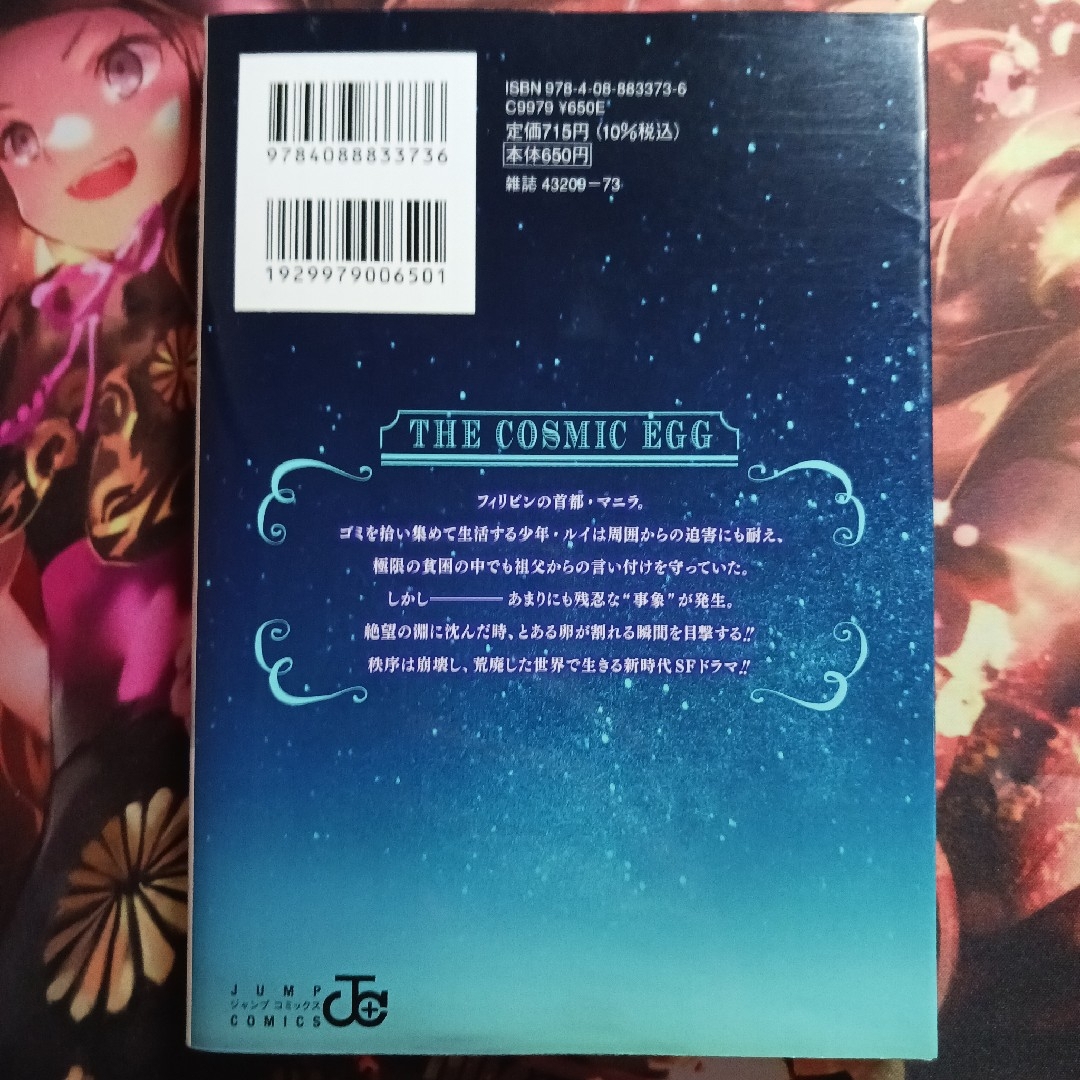 9784088833736
1929979006501
ISBN 978-4-08-883373-6
C9979 ¥650E
定価715円(10%税込)
本体650円
雑誌 43209-73
THE COSMIC EGG
フィリピンの首都・マニラ。
ゴミを拾い集めて生活する少年・ルイは周囲からの迫害にも耐え、
極限の貧困の中でも祖父からの言い付けを守っていた。
しかし――― あまりにも残忍な“事象”が発生。
絶望の淵に沈んだ時、とある卵が割れる瞬間を目撃する!!
秩序は崩壊し、荒廃した世界で生きる新時代SFドラマ!!
JUMP
ジャンプ コミックス
COMICS
JC+